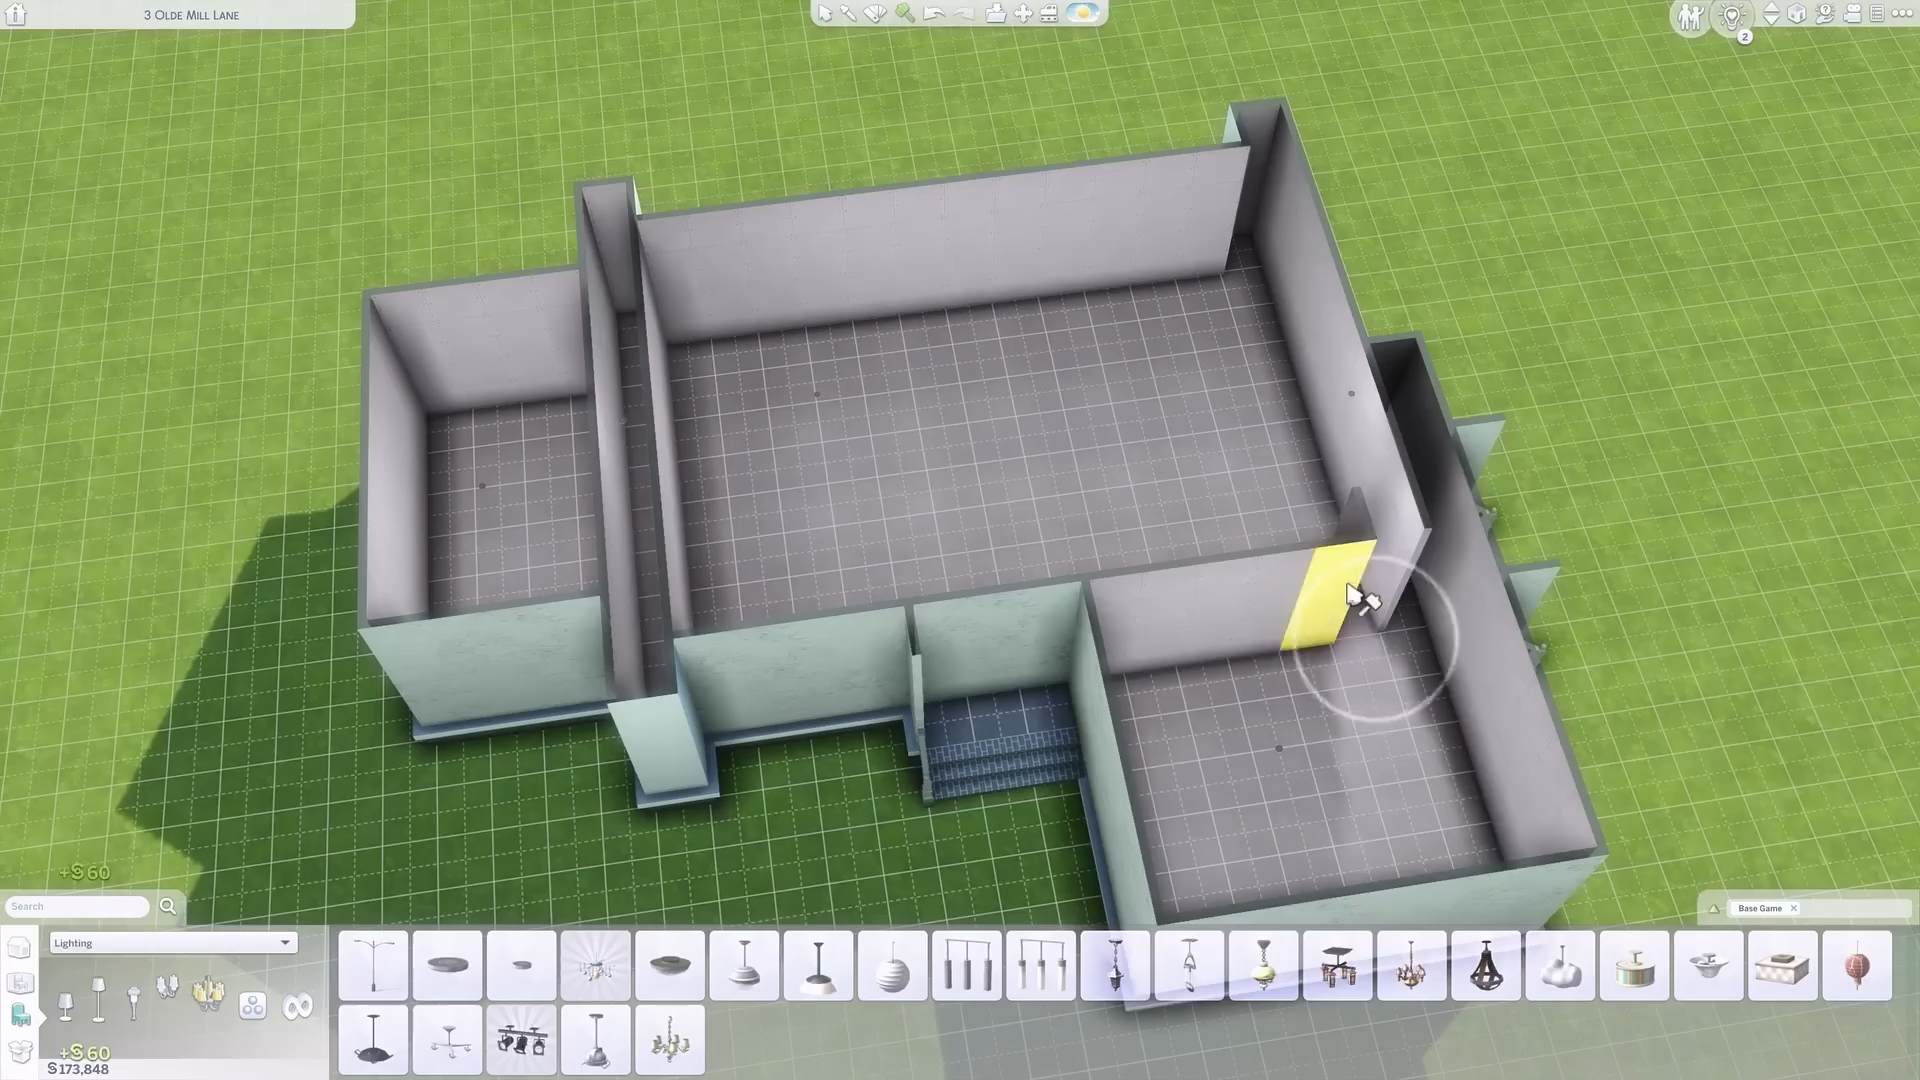 3 Olde Mill Lane
2
+§60
Search
Base Game
Lighting
+§60
§173,848